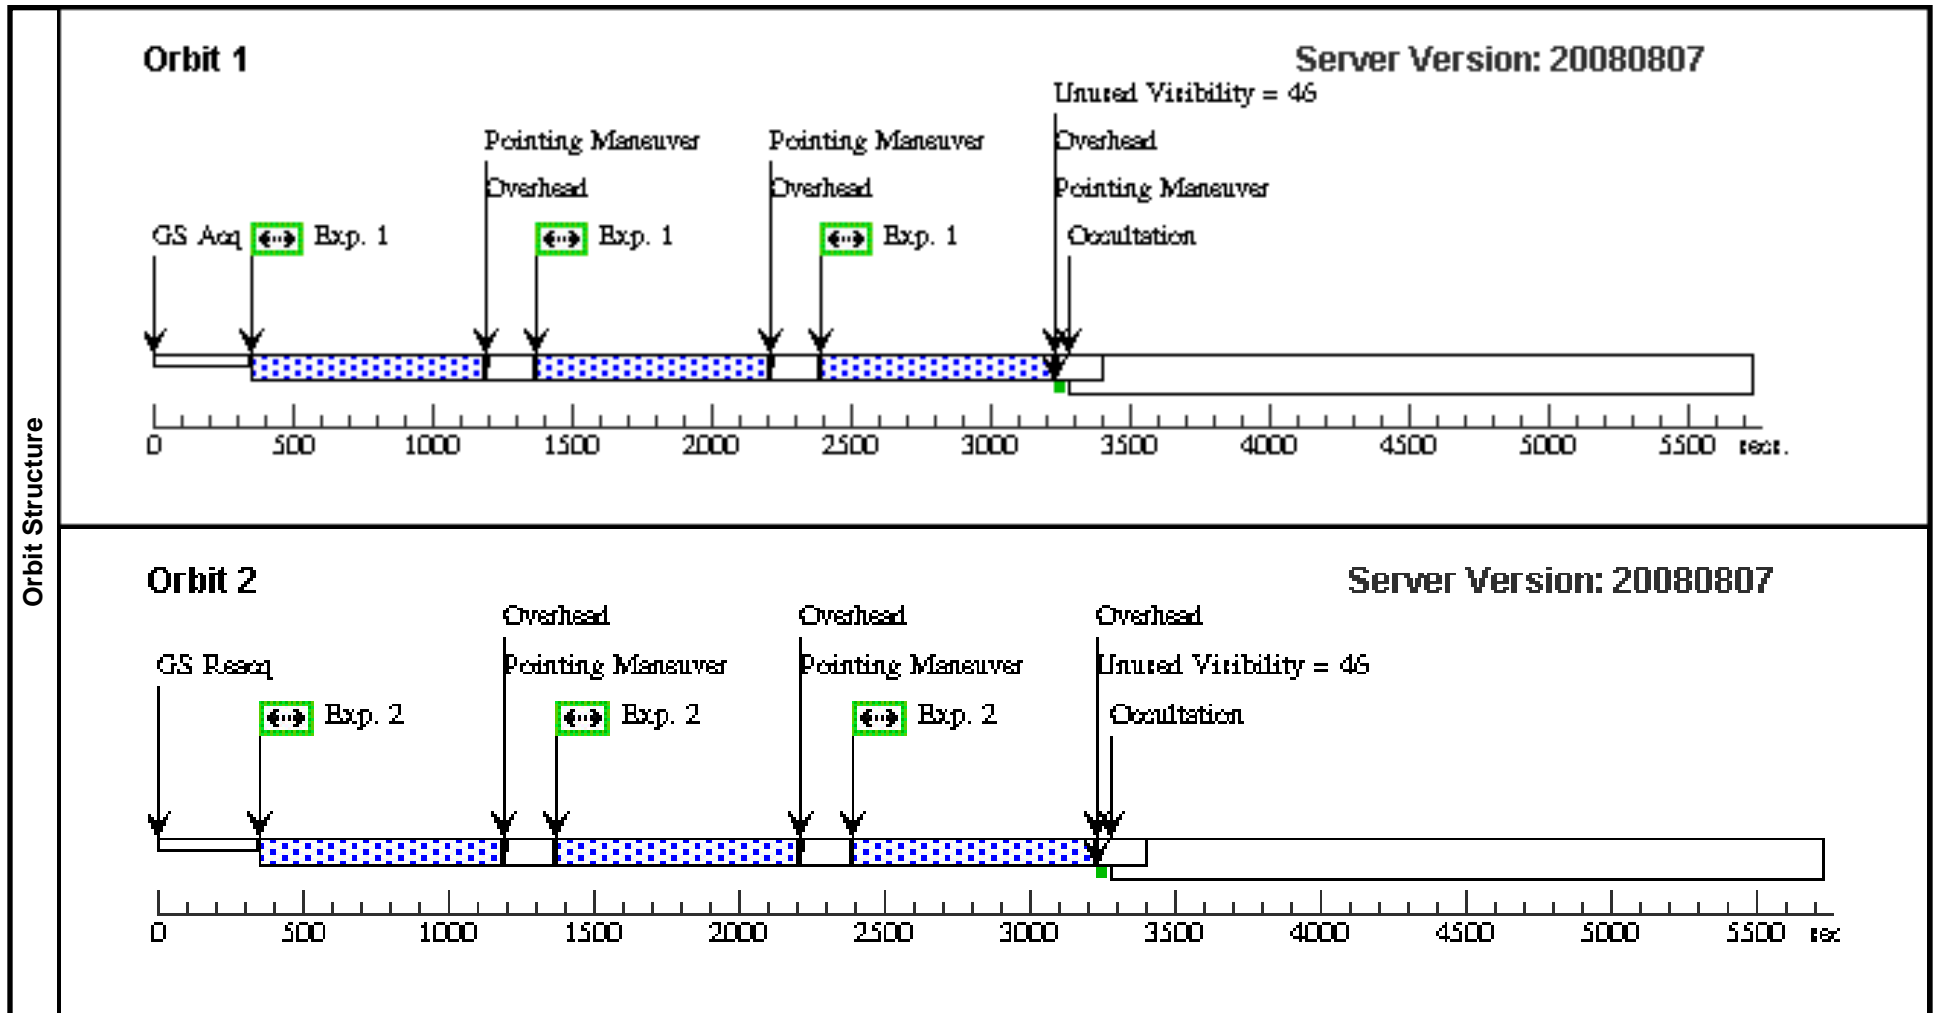 Orbit Structure
Orbit 1
Server Version: 20080807
Unused Visibility = 46
Pointing Maneuver
Pointing Maneuver
Overhead
Overhead
Overhead
Pointing Maneuver
GS Acq
Exp. 1
Exp. 1
Exp. 1
Occultation
0 500 1000 1500 2000 2500 3000 3500 4000 4500 5000 5500 secs.
Orbit 2
Server Version: 20080807
Overhead
Overhead
Overhead
GS Reacq
Pointing Maneuver
Pointing Maneuver
Unused Visibility = 46
Exp. 2
Exp. 2
Exp. 2
Occultation
0 500 1000 1500 2000 2500 3000 3500 4000 4500 5000 5500 sec